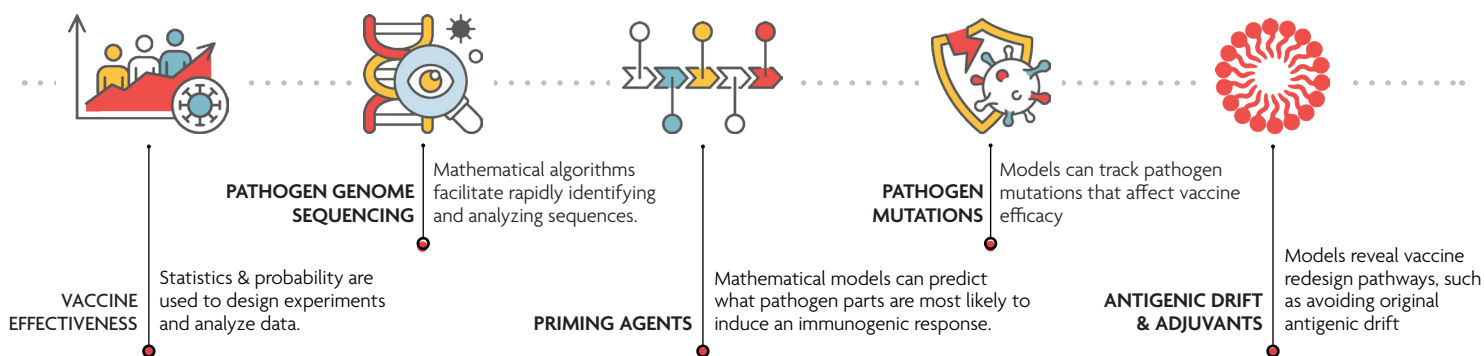 VACCINE
EFFECTIVENESS
Statistics & probability are
used to design experiments
and analyze data.
PATHOGEN GENOME
SEQUENCING
Mathematical algorithms
facilitate rapidly identifying
and analyzing sequences.
PRIMING AGENTS
Mathematical models can predict
what pathogen parts are most likely to
induce an immunogenic response.
PATHOGEN
MUTATIONS
Models can track pathogen
mutations that affect vaccine
efficacy
ANTIGENIC DRIFT
& ADJUVANTS
Models reveal vaccine
redesign pathways, such
as avoiding original
antigenic drift